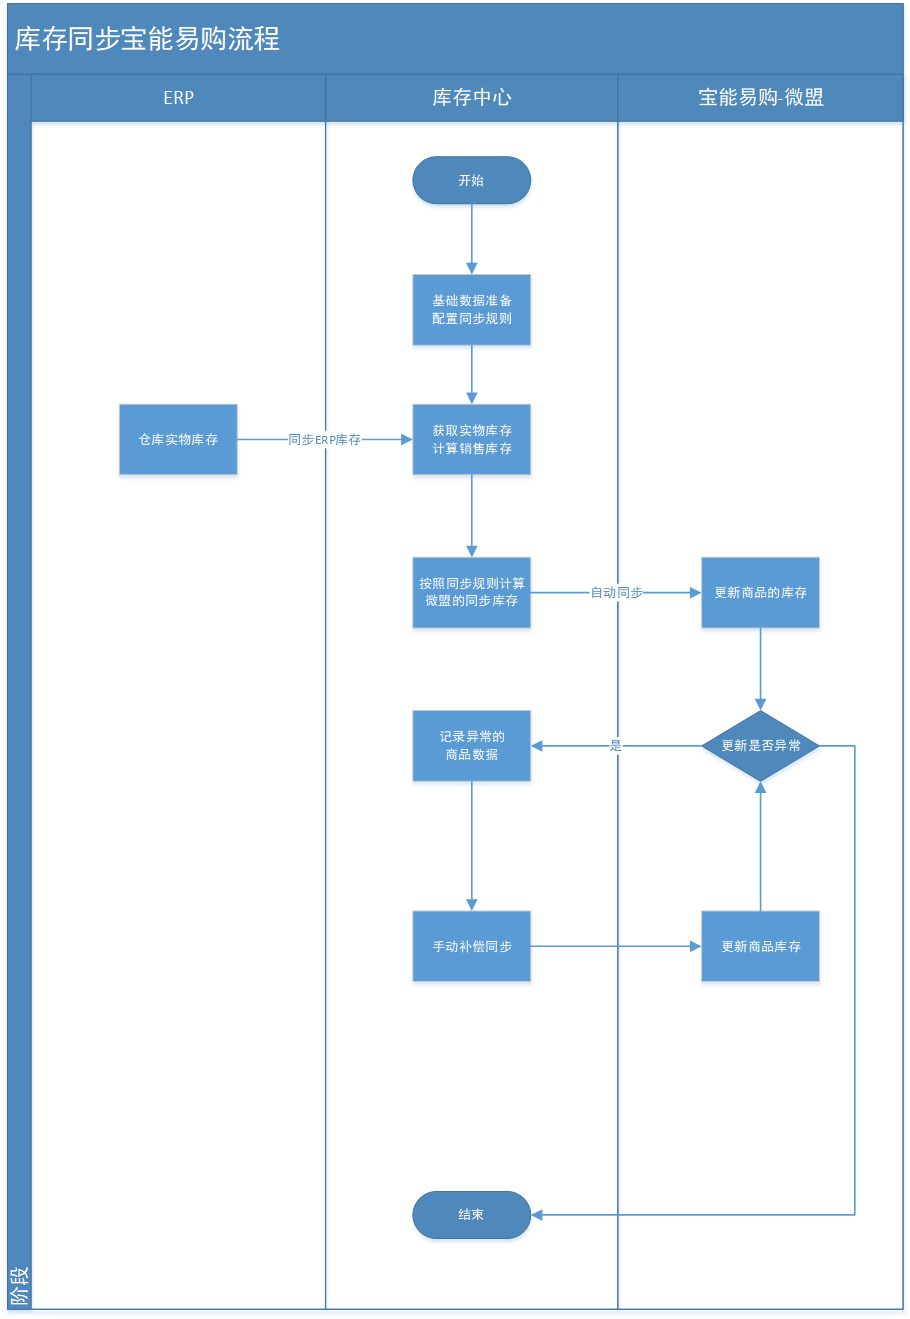 库存同步宝能易购流程
ERP
库存中心
宝能易购-微盟
开始
基础数据准备
配置同步规则
仓库实物库存
同步ERP库存
获取实物库存
计算销售库存
按照同步规则计算
微盟的同步库存
自动同步
更新商品的库存
记录异常的
商品数据
是
更新是否异常
手动补偿同步
更新商品库存
结束
阶段